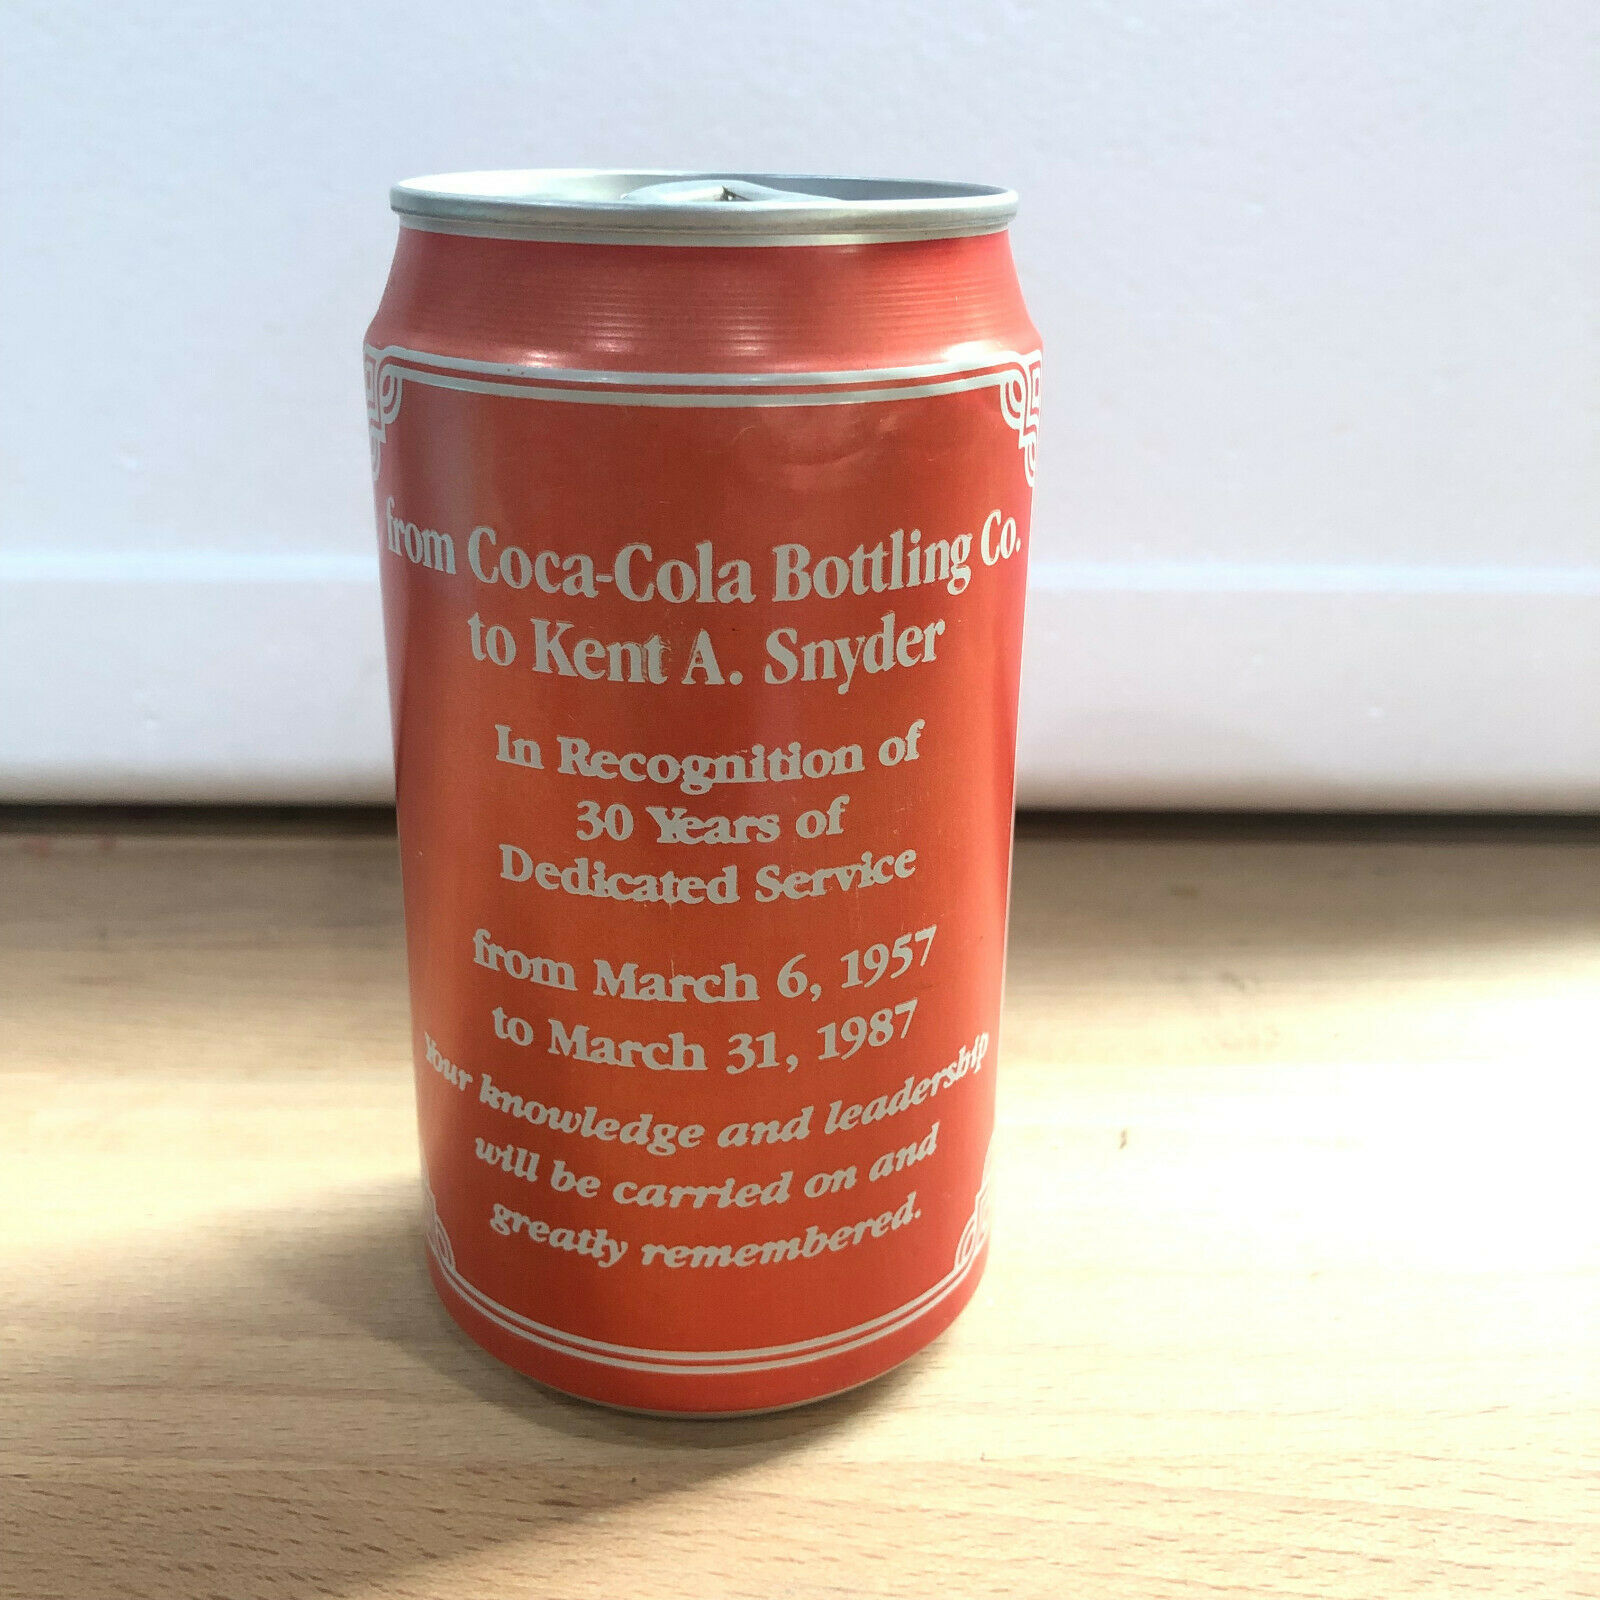 from Coca-Cola Bottling Co.
to Kent A. Snyder
In Recognition of
30 Years of
Dedicated Service
from March 6, 1957
to March 31, 1987
Your knowledge and leadership
will be carried on and
greatly remembered.